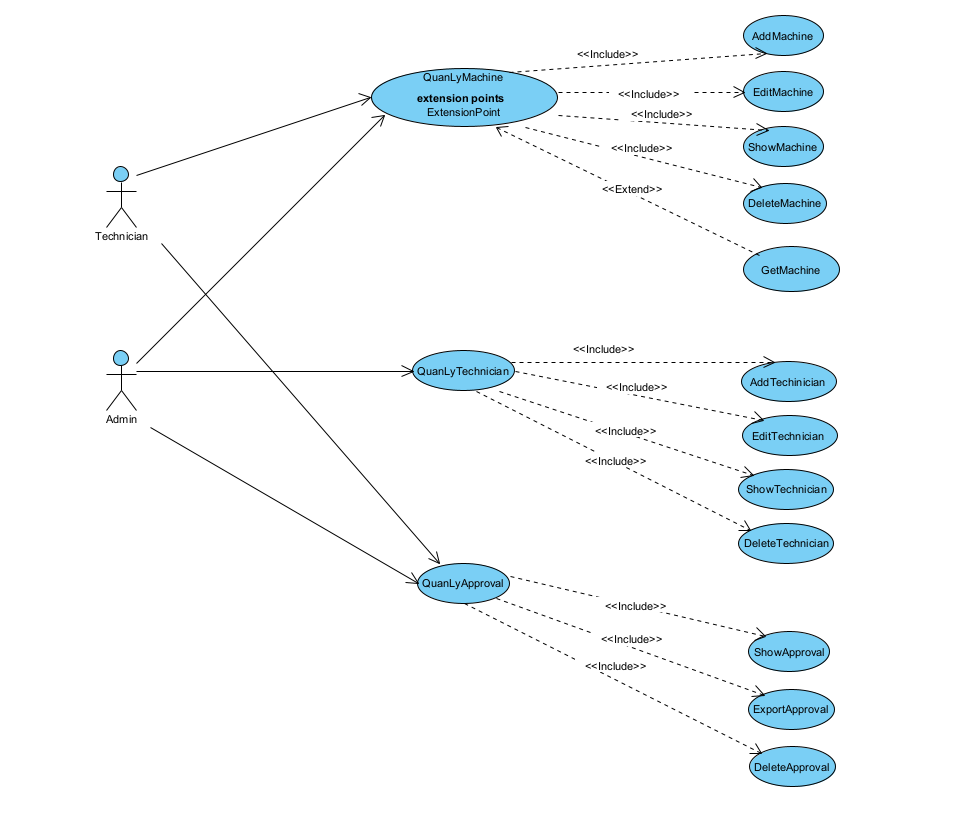 AddMachine
<<Include>>
QuanLyMachine
extension points
ExtensionPoint
<<Include>>
EditMachine
<<Include>>
ShowMachine
<<Include>>
DeleteMachine
<<Extend>>
GetMachine
Technician
<<Include>>
QuanLyTechnician
AddTechinician
<<Include>>
EditTechnician
<<Include>>
ShowTechnician
<<Include>>
DeleteTechnician
Admin
QuanLyApproval
<<Include>>
ShowApproval
<<Include>>
ExportApproval
<<Include>>
DeleteApproval